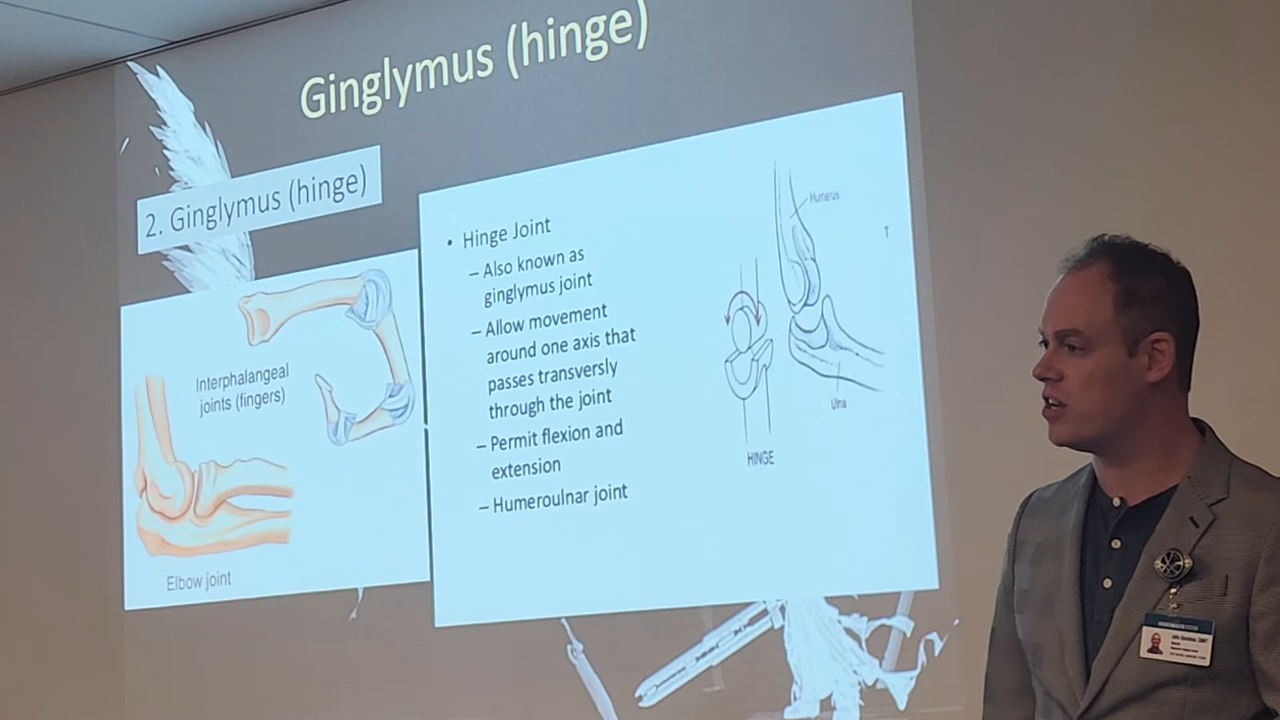 Ginglymus (hinge)
2. Ginglymus (hinge)
Interphalangeal
joints (fingers)
Elbow joint
• Hinge Joint
– Also known as
ginglymus joint
– Allow movement
around one axis that
passes transversly
through the joint
– Permit flexion and
extension
– Humeroulnar joint
Humerus
T
Ulna
HINGE